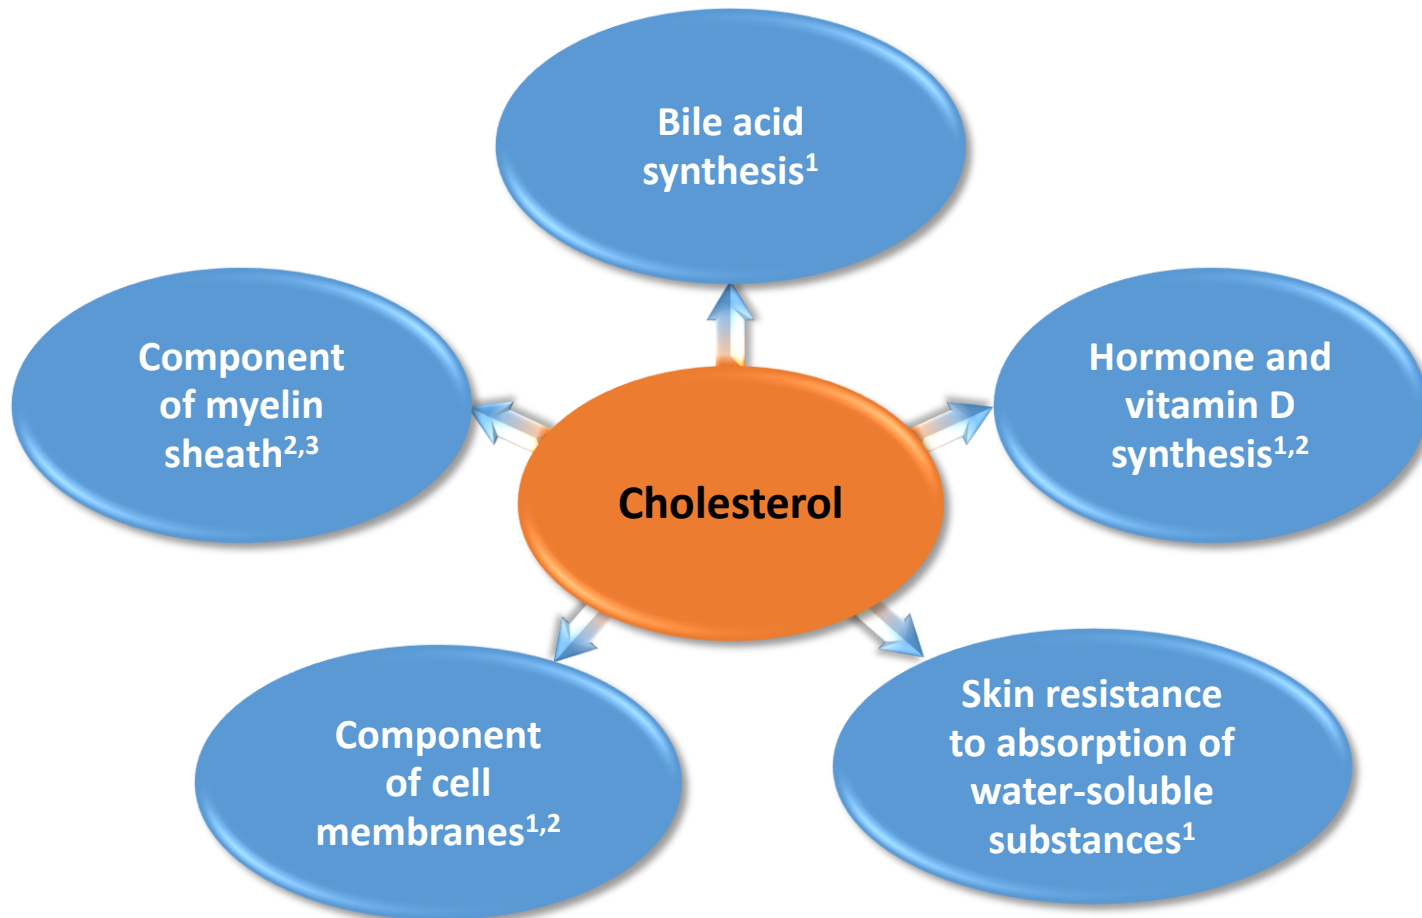 Bile acid
synthesis¹
Component
of myelin
sheath²,³
Hormone and
vitamin D
synthesis¹,²
Cholesterol
Component
of cell
membranes¹,²
Skin resistance
to absorption of
water-soluble
substances¹